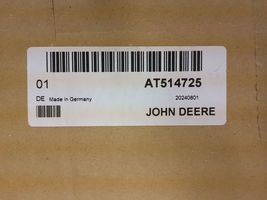 01 AT514725
DE Made in Germany 20240801
JOHN DEERE